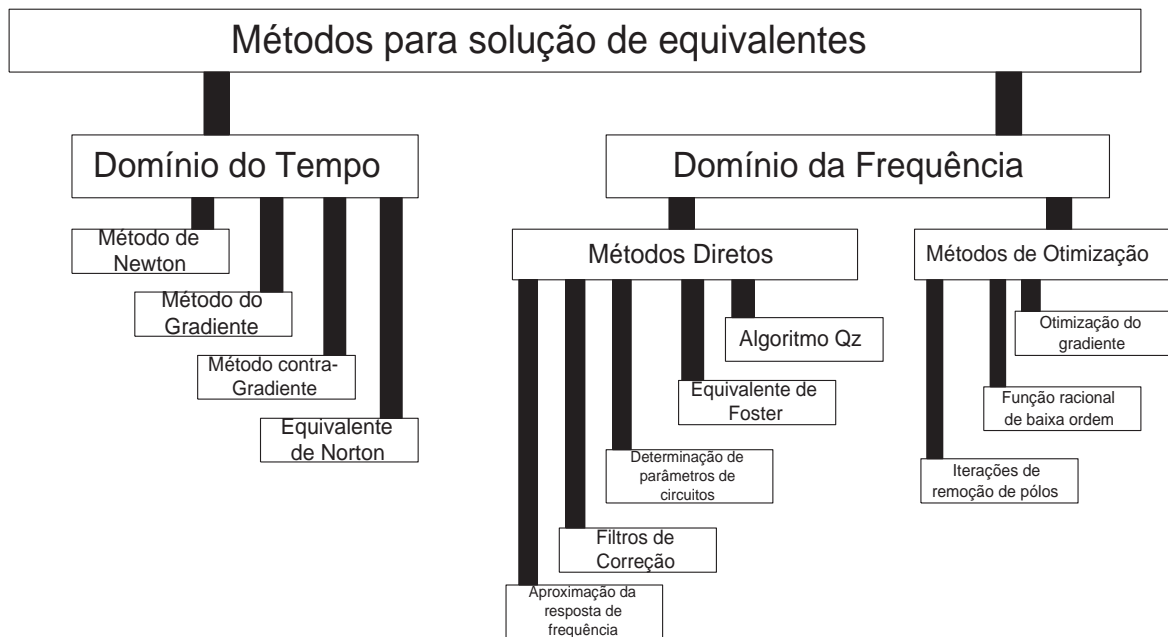 Métodos para solução de equivalentes
Domínio do Tempo
Domínio da Frequência
Método de
Newton
Método do
Gradiente
Método contra-
Gradiente
Equivalente
de Norton
Métodos Diretos
Métodos de Otimização
Algoritmo Qz
Equivalente de
Foster
Determinação de
parâmetros de
circuitos
Filtros de
Correção
Aproximação da
resposta de
frequência
Otimização do
gradiente
Função racional
de baixa ordem
Iterações de
remoção de pólos